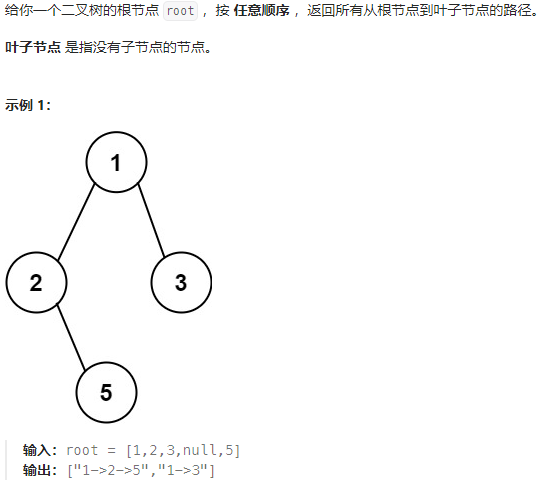 给你一个二叉树的根节点 root ，按 任意顺序 ，返回所有从根节点到叶子节点的路径。
叶子节点 是指没有子节点的节点。
示例 1：
1
2
3
5
输入：root = [1,2,3,null,5]
输出：["1->2->5","1->3"]